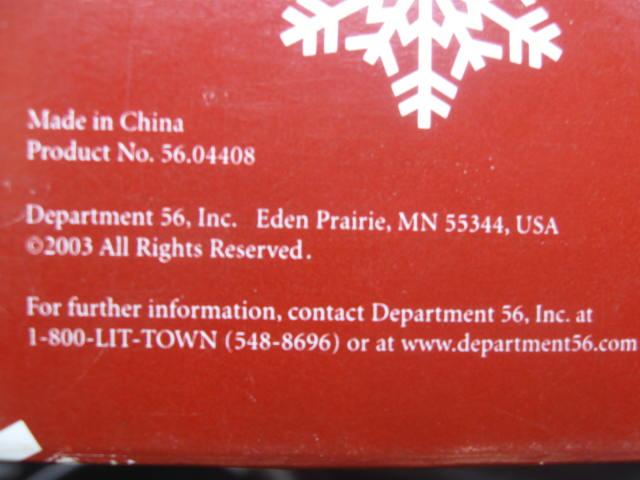 Made in China
Product No. 56.04408
Department 56, Inc. Eden Prairie, MN 55344, USA
©2003 All Rights Reserved.
For further information, contact Department 56, Inc. at
1-800-LIT-TOWN (548-8696) or at www.department56.com